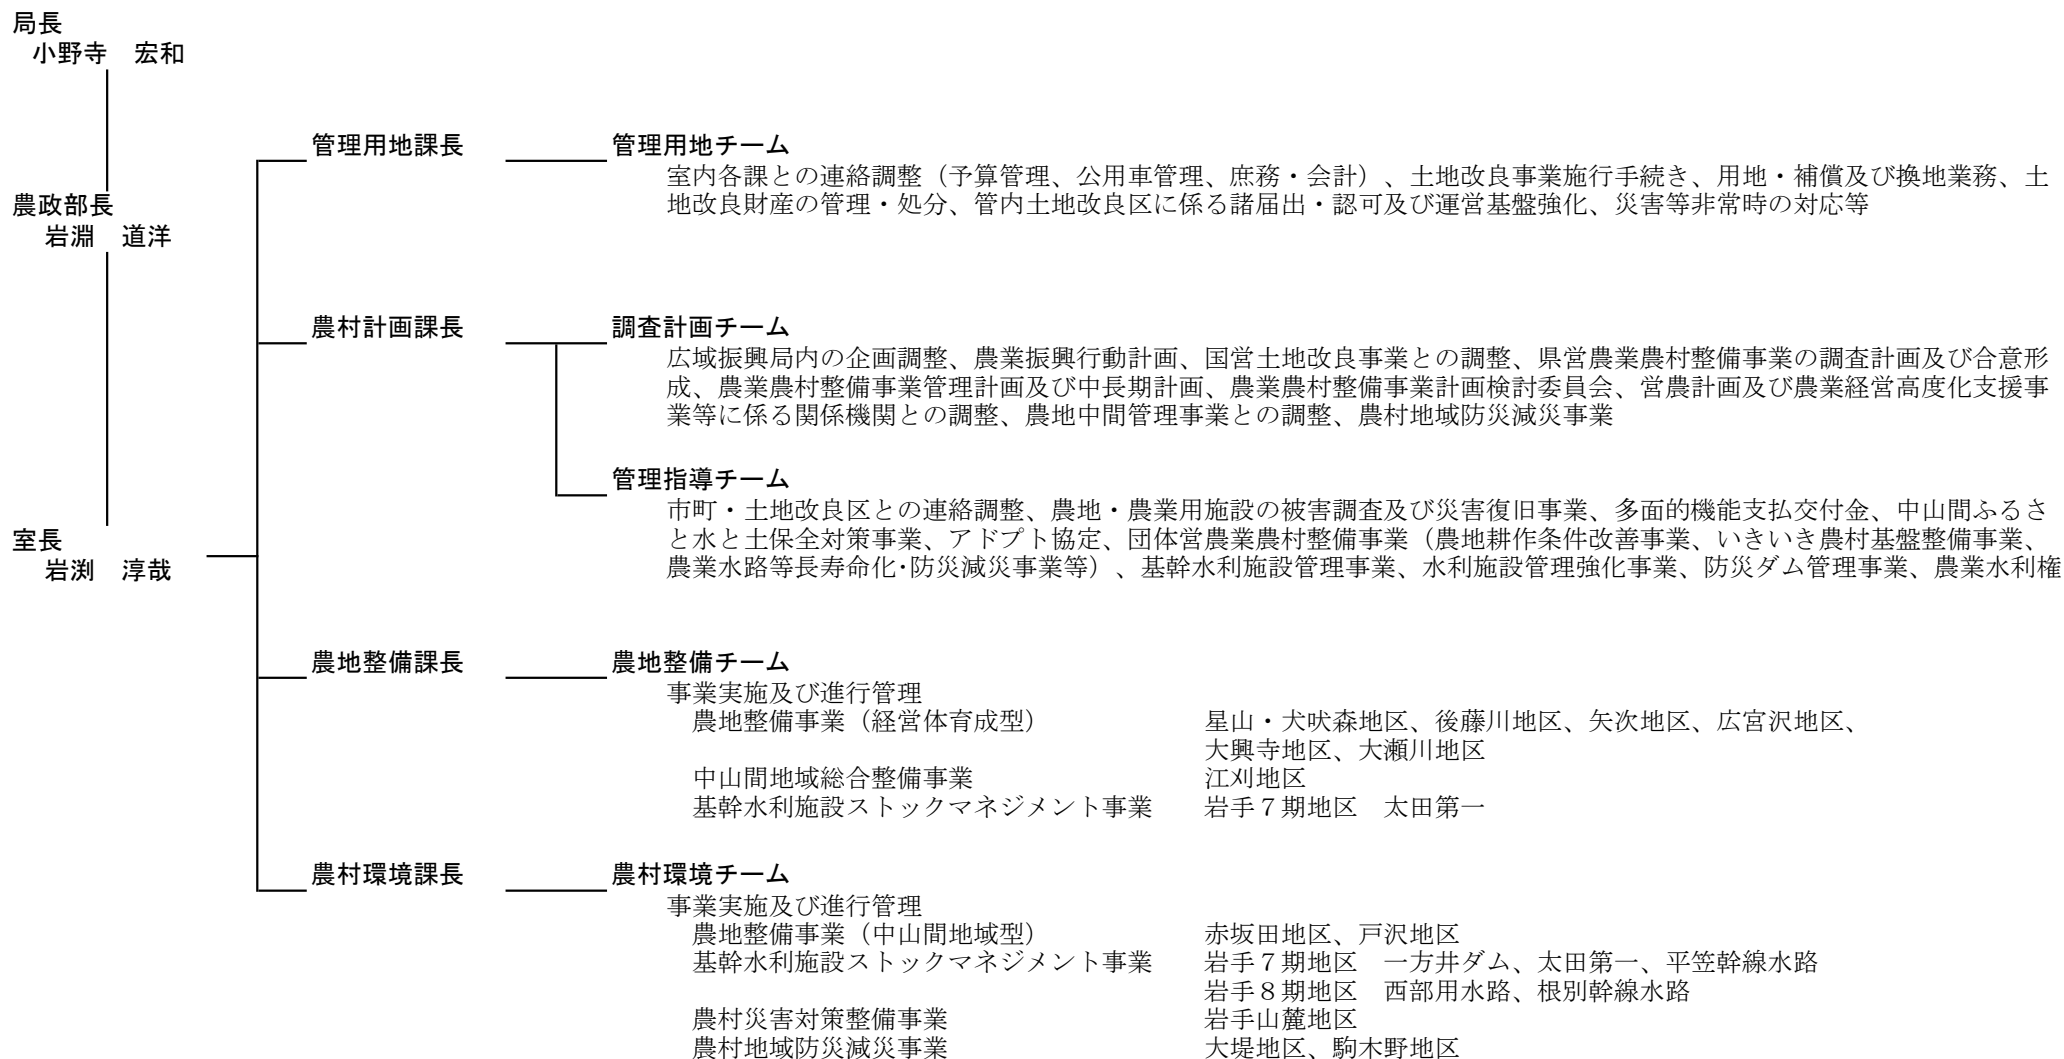 局長
小野寺　宏和
農政部長
岩淵　道洋
室長
岩渕　淳哉
管理用地課長
管理用地チーム
室内各課との連絡調整（予算管理、公用車管理、庶務・会計）、土地改良事業施行手続き、用地・補償及び換地業務、土
地改良財産の管理・処分、管内土地改良区に係る諸届出・認可及び運営基盤強化、災害等非常時の対応等
農村計画課長
調査計画チーム
広域振興局内の企画調整、農業振興行動計画、国営土地改良事業との調整、県営農業農村整備事業の調査計画及び合意形
成、農業農村整備事業管理計画及び中長期計画、農業農村整備事業計画検討委員会、営農計画及び農業経営高度化支援事
業等に係る関係機関との調整、農地中間管理事業との調整、農村地域防災減災事業
管理指導チーム
市町・土地改良区との連絡調整、農地・農業用施設の被害調査及び災害復旧事業、多面的機能支払交付金、中山間ふるさ
と水と土保全対策事業、アドプト協定、団体営農業農村整備事業（農地耕作条件改善事業、いきいき農村基盤整備事業、
農業水路等長寿命化･防災減災事業等）、基幹水利施設管理事業、水利施設管理強化事業、防災ダム管理事業、農業水利権
農地整備課長
農地整備チーム
事業実施及び進行管理
農地整備事業（経営体育成型）　星山・犬吠森地区、後藤川地区、矢次地区、広宮沢地区、
大興寺地区、大瀬川地区
中山間地域総合整備事業　江刈地区
基幹水利施設ストックマネジメント事業　岩手７期地区　太田第一
農村環境課長
農村環境チーム
事業実施及び進行管理
農地整備事業（中山間地域型）　赤坂田地区、戸沢地区
基幹水利施設ストックマネジメント事業　岩手７期地区　一方井ダム、太田第一、平笠幹線水路
岩手８期地区　西部用水路、根別幹線水路
農村災害対策整備事業　岩手山麓地区
農村地域防災減災事業　大堤地区、駒木野地区